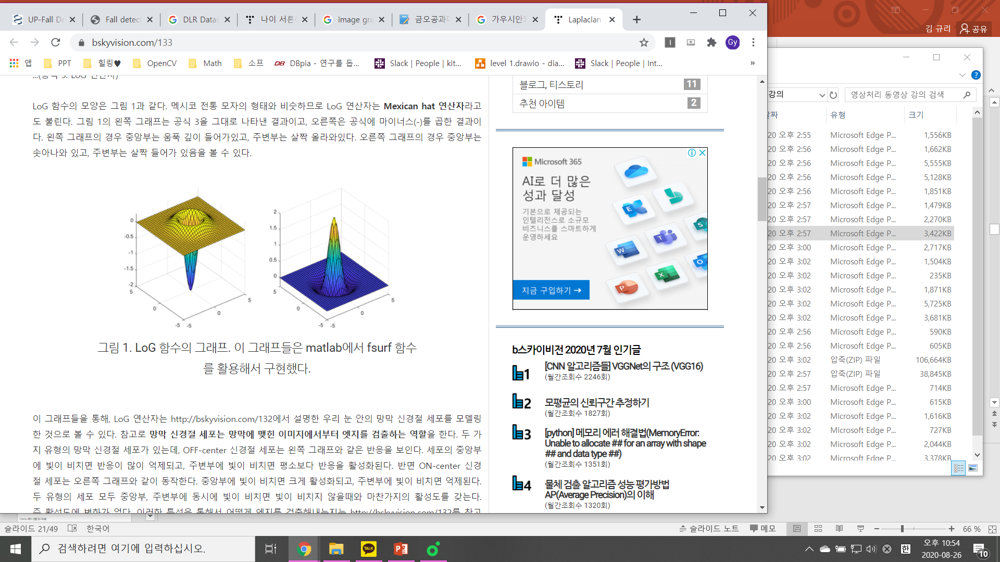 UP-Fall De
Fall detec
DLR Datas
나이 서른
image gra
금오공과대
가우시안의
Laplacian
김 규리
공유
bskyvision.com/133
Gy
앱
PPT
힐링♥
OpenCV
Math
소프
DBpia - 연구를 돕...
Slack | People | kit...
level 1.drawio - dia...
Slack | People | Int...
»
LoG 함수의 모양은 그림 1과 같다. 멕시코 전통 모자의 형태와 비슷하므로 LoG 연산자는 Mexican hat 연산자라고
도 불린다. 그림 1의 왼쪽 그래프는 공식 3을 그대로 나타낸 결과이고, 오른쪽은 공식에 마이너스(-)를 곱한 결과이
다. 왼쪽 그래프의 경우 중앙부는 움푹 깊이 들어가있고, 주변부는 살짝 올라와있다. 오른쪽 그래프의 경우 중앙부는
솟아나와 있고, 주변부는 살짝 들어가 있음을 볼 수 있다.
0
-0.5
-1
-1.5
-2
5
0
-5
-5
0
5
2
1.5
1
0.5
0
5
0
-5
-5
0
5
그림 1. LoG 함수의 그래프. 이 그래프들은 matlab에서 fsurf 함수
를 활용해서 구현했다.
이 그래프들을 통해, LoG 연산자는 http://bskyvision.com/132에서 설명한 우리 눈 안의 망막 신경절 세포를 모델링
한 것으로 볼 수 있다. 참고로 망막 신경절 세포는 망막에 맺힌 이미지에서부터 엣지를 검출하는 역할을 한다. 두 가
지 유형의 망막 신경절 세포가 있는데, OFF-center 신경절 세포는 왼쪽 그래프와 같은 반응을 보인다. 세포의 중앙부
에 빛이 비치면 반응이 많이 억제되고, 주변부에 빛이 비치면 평소보다 반응을 활성화된다. 반면 ON-center 신경
절 세포는 오른쪽 그래프와 같이 동작한다. 중앙부에 빛이 비치면 크게 활성화되고, 주변부에 빛이 비치면 억제된다.
두 유형의 세포 모두 중앙부, 주변부에 동시에 빛이 비치면 빛이 비치지 않을때와 마찬가지의 활성도를 갖는다.
즉 활성도에 변화가 없다. 이러한 특성을 통해서 어떻게 엣지를 검출해내는지는 http://bskyvision.com/132를 참고
블로그, 티스토리
11
추천 아이템
2
Microsoft 365
AI로 더 많은
성과 달성
기본으로 제공되는
인텔리전스로 소규모
비즈니스를 스마트하게
운영하세요
지금 구입하기 →
b스카이비전 2020년 7월 인기글
1
[CNN 알고리즘들] VGGNet의 구조 (VGG16)
(월간조회수 2246회)
2
모평균의 신뢰구간 추정하기
(월간조회수 1827회)
3
[python] 메모리 에러 해결법(MemoryError:
Unable to allocate ## for an array with shape
## and data type ##)
(월간조회수 1351회)
4
물체 검출 알고리즘 성능 평가방법
AP(Average Precision)의 이해
(월간조회수 1320회)
강의
영상처리 동영상 강의 검색
날짜 유형 크기
20 오후 2:55 Microsoft Edge P... 1,556KB
20 오후 2:56 Microsoft Edge P... 1,662KB
20 오후 2:56 Microsoft Edge P... 5,555KB
20 오후 2:56 Microsoft Edge P... 5,128KB
20 오후 2:56 Microsoft Edge P... 1,851KB
20 오후 2:57 Microsoft Edge P... 1,479KB
20 오후 2:57 Microsoft Edge P... 2,270KB
20 오후 2:57 Microsoft Edge P... 3,422KB
20 오후 3:00 Microsoft Edge P... 2,717KB
20 오후 3:02 Microsoft Edge P... 1,504KB
20 오후 3:02 Microsoft Edge P... 235KB
20 오후 3:02 Microsoft Edge P... 1,871KB
20 오후 3:02 Microsoft Edge P... 5,725KB
20 오후 3:02 Microsoft Edge P... 3,681KB
20 오후 2:56 Microsoft Edge P... 590KB
20 오후 2:56 Microsoft Edge P... 605KB
20 오후 3:02 압축(ZIP) 파일 106,664KB
20 오후 2:57 압축(ZIP) 파일 38,845KB
20 오후 2:57 Microsoft Edge P... 714KB
20 오후 3:00 Microsoft Edge P... 615KB
20 오후 3:02 Microsoft Edge P... 1,616KB
20 오후 3:02 Microsoft Edge P... 727KB
20 오후 3:02 Microsoft Edge P... 2,044KB
20 오후 3:02 Microsoft Edge P... 3,378KB
슬라이드 21/49
한국어
슬라이드 노트
메모
66 %
검색하려면 여기에 입력하십시오.
TALK
한
오후 10:54
2020-08-26
10